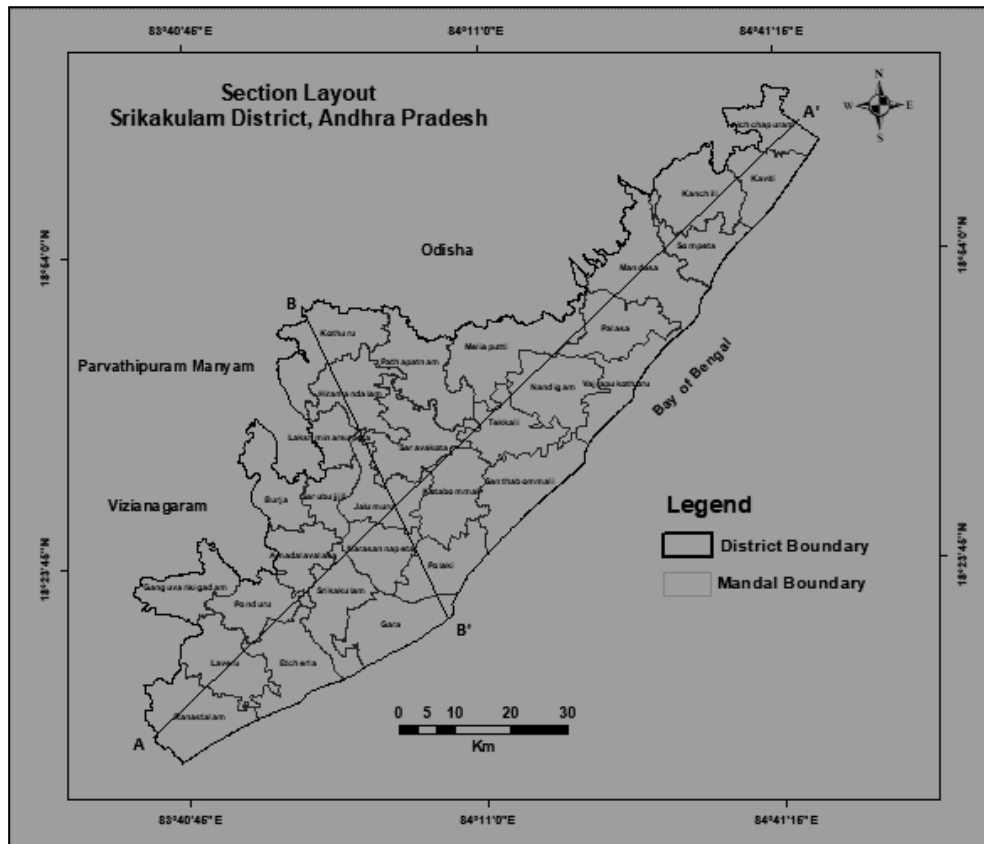 83°40'45"E 84°11'0"E 84°41'15"E
Section Layout
Srikakulam District, Andhra Pradesh
N
W E
S
A'
Kaviti
Kanchili
18°54'0"N 18°54'0"N
Sompeta
Odisha
Mandasa
B
Palasa
Kothuru
Meliaputti
Pathapatnam
Parvathipuram Manyam
Bay of Bengal
Nandigam
Hiramandalam
Tekkali
Saravakota
Santhabommali
Burja
Vizianagaram
Legend
District Boundary
Mandal Boundary
18°23'45"N 18°23'45"N
Polaki
Srikakulam
Ponduru
Gara
B'
Laveru
Etcherla
Ranastalam
A
0 5 10 20 30
Km
83°40'45"E 84°11'0"E 84°41'15"E